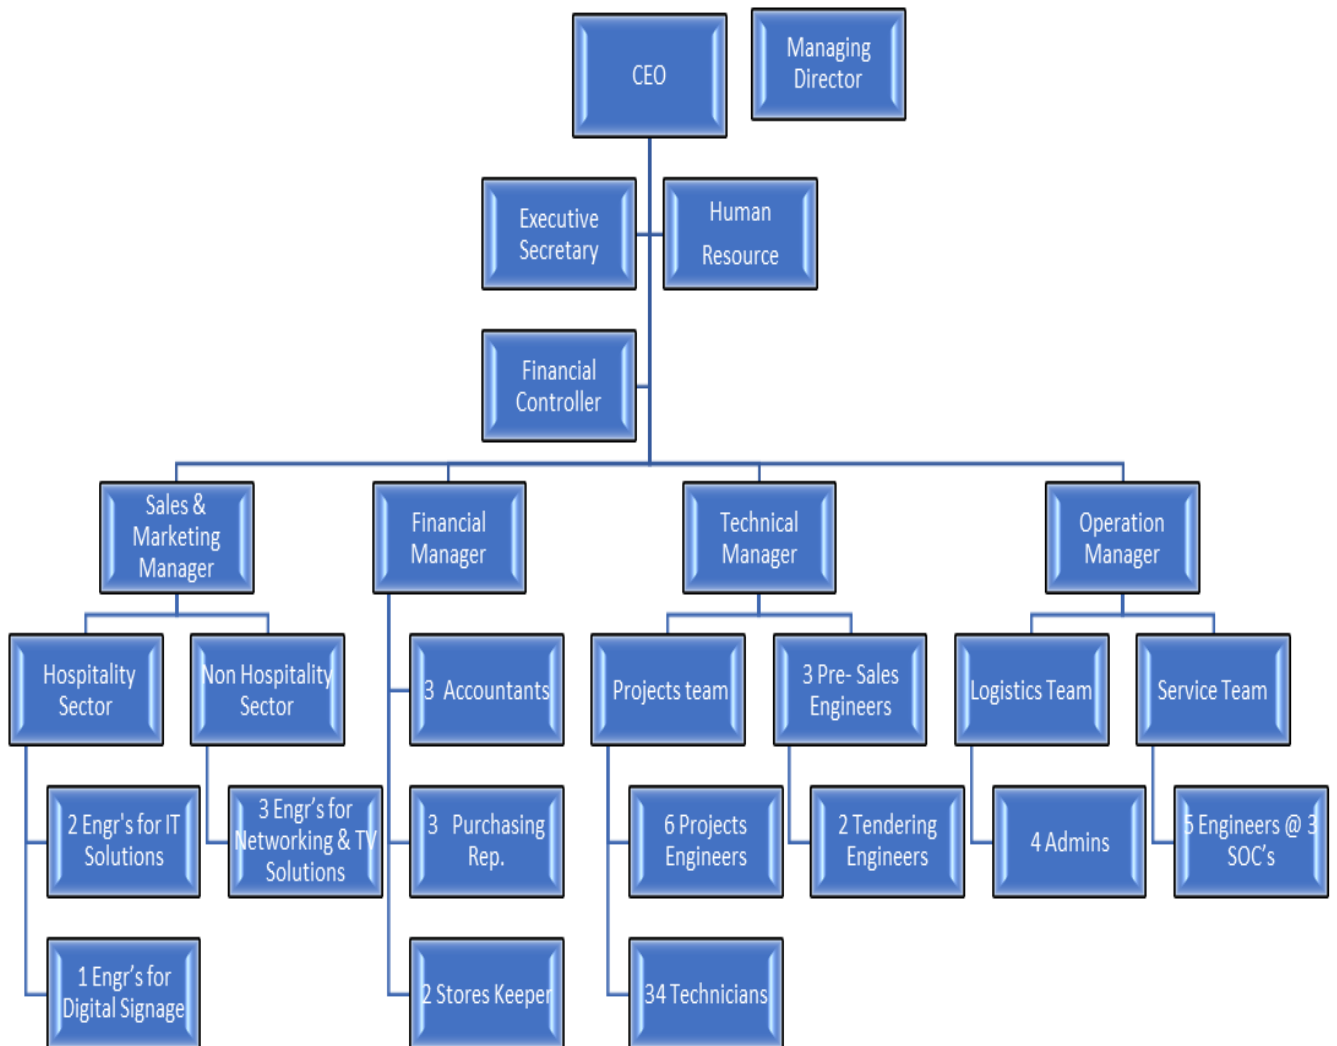 CEO
Managing
Director
Executive
Secretary
Human
Resource
Financial
Controller
Sales &
Marketing
Manager
Financial
Manager
Technical
Manager
Operation
Manager
Hospitality
Sector
Non Hospitality
Sector
3 Accountants
Projects team
3 Pre- Sales
Engineers
Logistics Team
Service Team
2 Engr's for IT
Solutions
3 Engr’s for
Networking & TV
Solutions
3 Purchasing
Rep.
6 Projects
Engineers
2 Tendering
Engineers
4 Admins
5 Engineers @ 3
SOC’s
1 Engr’s for
Digital Signage
2 Stores Keeper
34 Technicians